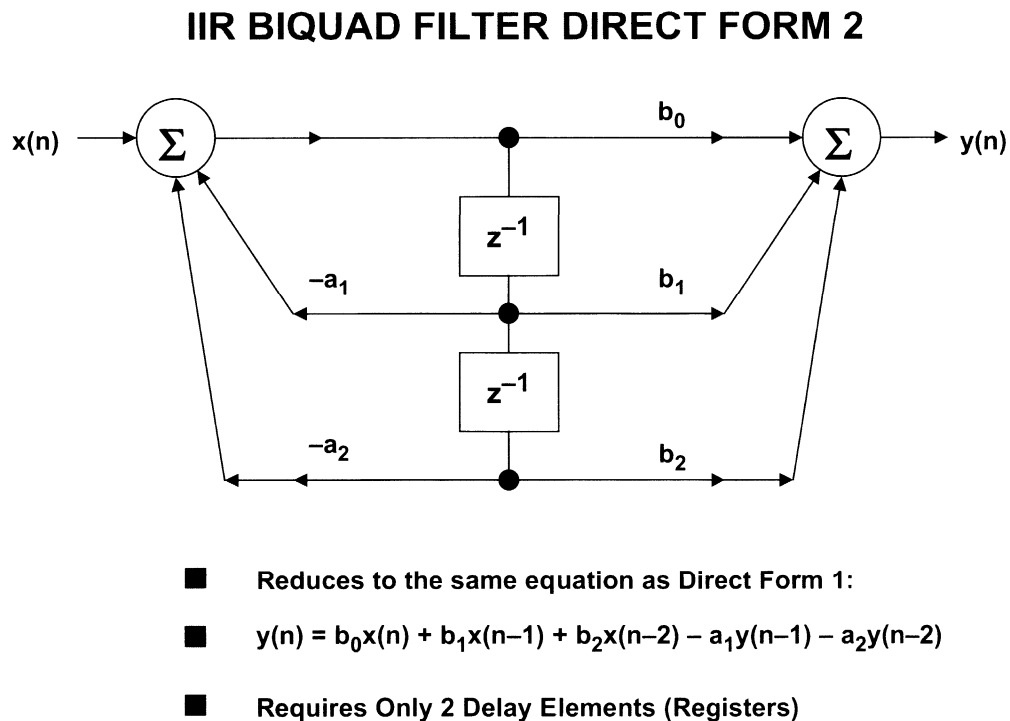 IIR BIQUAD FILTER DIRECT FORM 2
x(n)
Σ
b₀
Σ
y(n)
z⁻¹
–a₁
b₁
z⁻¹
–a₂
b₂
Reduces to the same equation as Direct Form 1:
y(n) = b₀x(n) + b₁x(n–1) + b₂x(n–2) – a₁y(n–1) – a₂y(n–2)
Requires Only 2 Delay Elements (Registers)